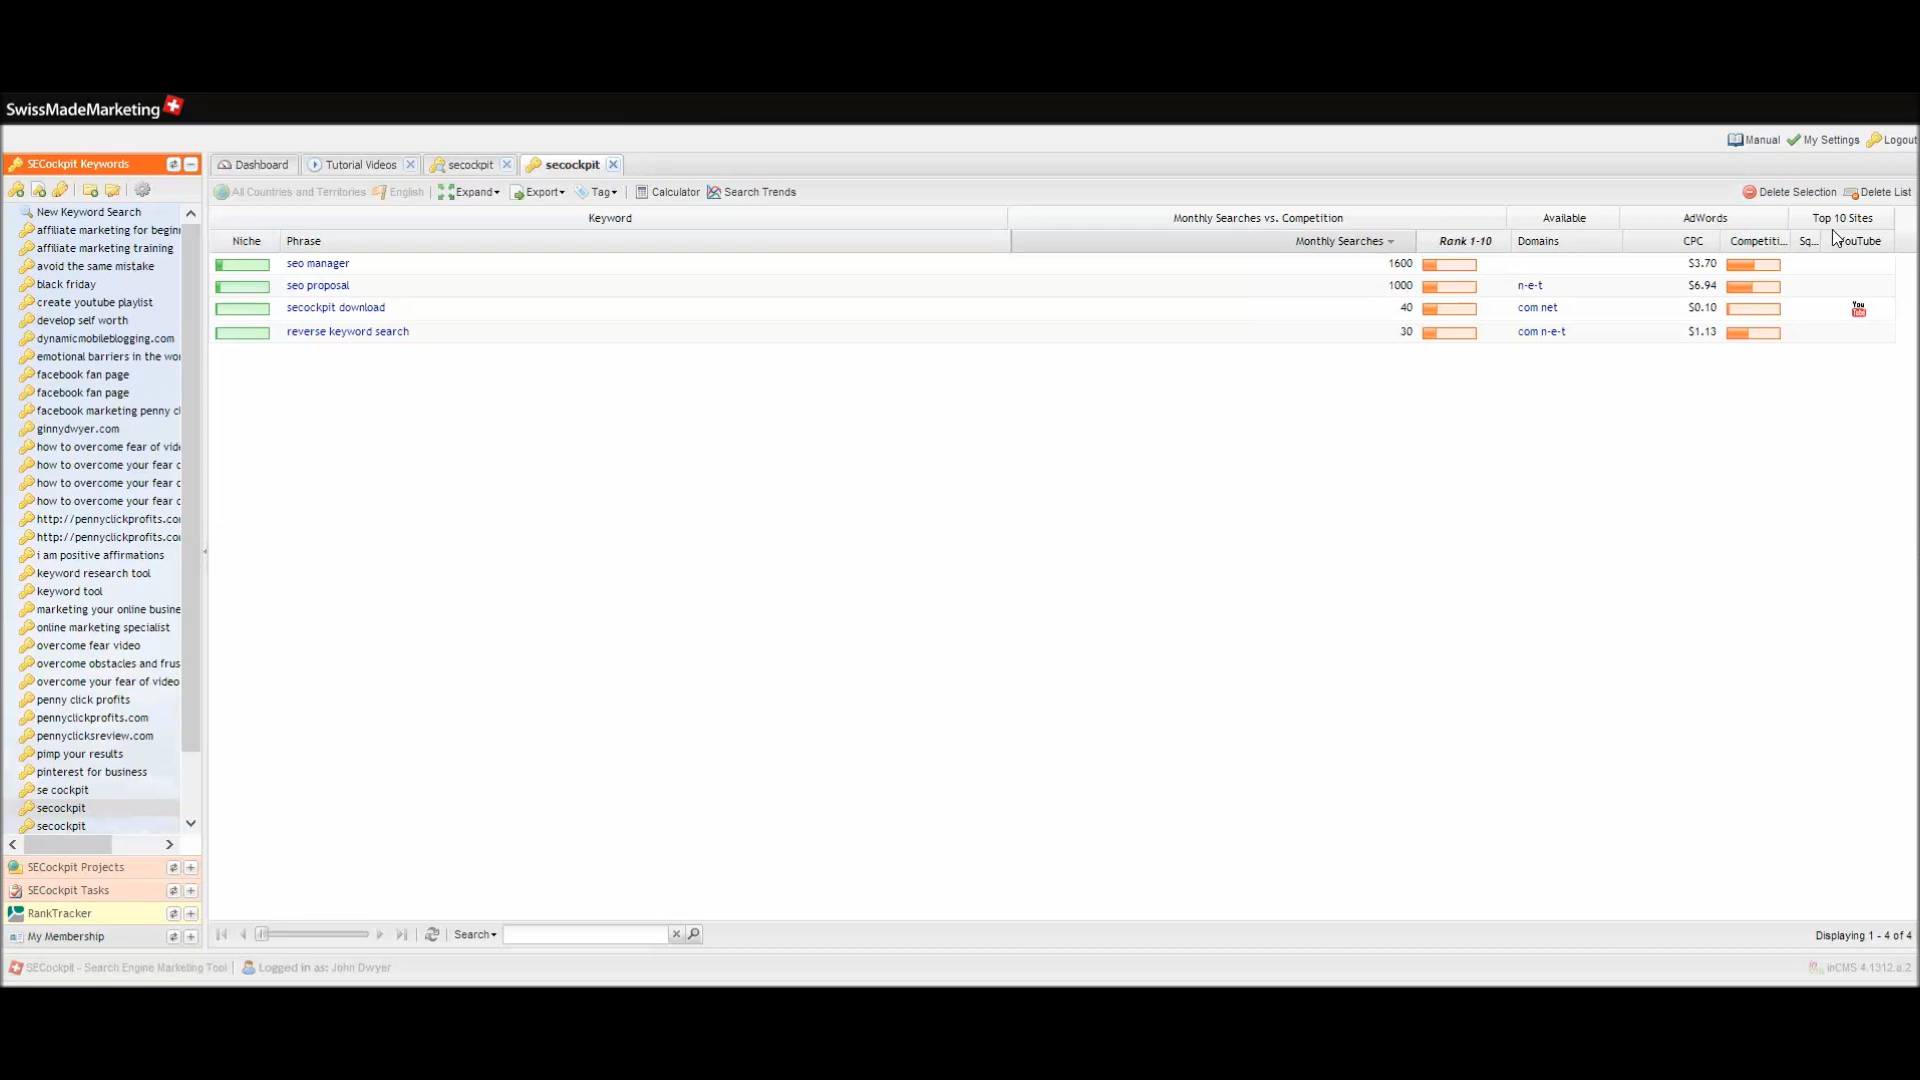 SwissMadeMarketing
Manual My Settings Logout
SECockpit Keywords
Dashboard Tutorial Videos secockpit secockpit
All Countries and Territories English Expand Export Tag Calculator Search Trends Delete Selection Delete List
Keyword Monthly Searches vs. Competition Available AdWords Top 10 Sites
Niche Phrase Monthly Searches Rank 1-10 Domains CPC Competiti... Sq... YouTube
seo manager 1600 $3.70
seo proposal 1000 n-e-t $6.94
secockpit download 40 com net $0.10 You Tube
reverse keyword search 30 com n-e-t $1.13
New Keyword Search
affiliate marketing for begin
affiliate marketing training
avoid the same mistake
black friday
create youtube playlist
develop self worth
dynamicmobileblogging.com
emotional barriers in the wo
facebook fan page
facebook fan page
facebook marketing penny cl
ginnydwyer.com
how to overcome fear of vide
how to overcome your fear o
how to overcome your fear o
how to overcome your fear o
http://pennyclickprofits.co
http://pennyclickprofits.co
i am positive affirmations
keyword research tool
keyword tool
marketing your online busine
online marketing specialist
overcome fear video
overcome obstacles and frus
overcome your fear of video
penny click profits
pennyclickprofits.com
pennyclicksreview.com
pimp your results
pinterest for business
se cockpit
secockpit
secockpit
SECockpit Projects
SECockpit Tasks
RankTracker
My Membership
Search Displaying 1 - 4 of 4
SECockpit - Search Engine Marketing Tool Logged in as: John Dwyer inCMS 4.1312.a.2